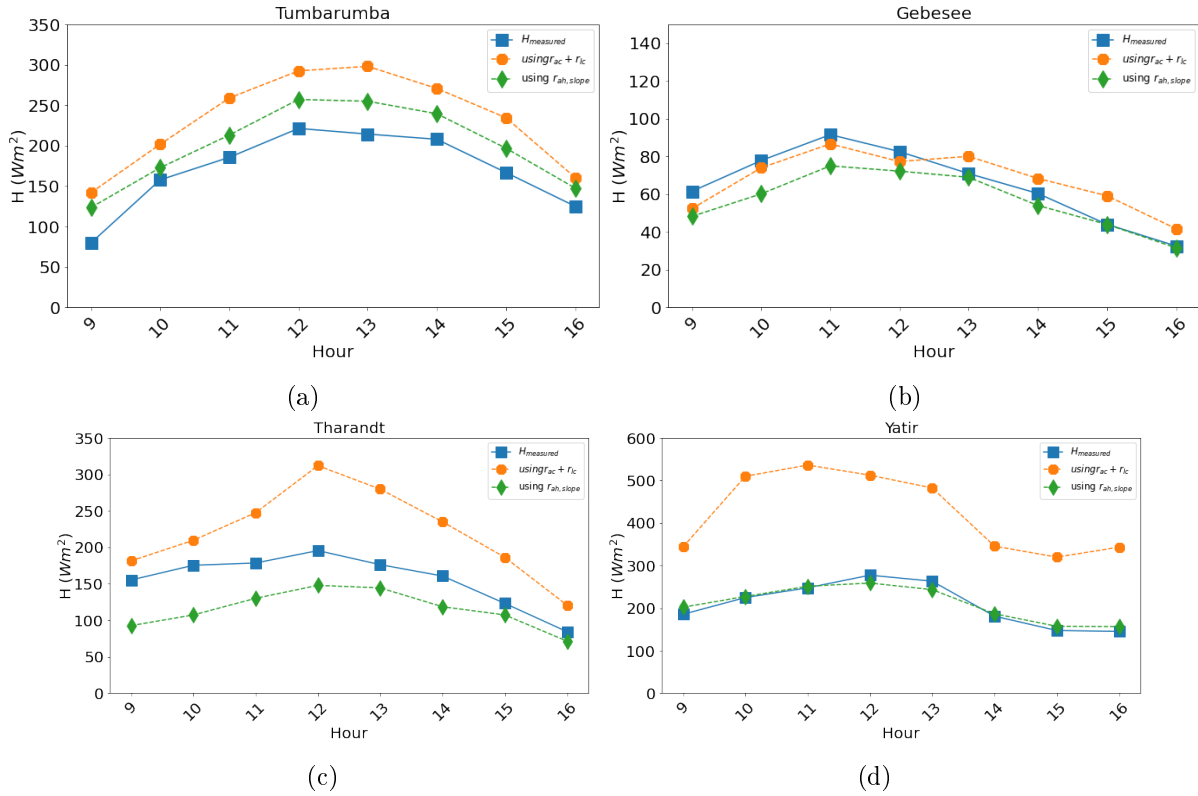 Tumbarumba
350
300
250
200
150
100
50
0
H (Wm²)
9 10 11 12 13 14 15 16
Hour
H_measured
usingr_ac + r_lc
using r_ah,slope
(a)
Gebesee
140
120
100
80
60
40
20
0
H (Wm²)
9 10 11 12 13 14 15 16
Hour
H_measured
usingr_ac + r_lc
using r_ah,slope
(b)
Tharandt
350
300
250
200
150
100
50
0
H (Wm²)
9 10 11 12 13 14 15 16
Hour
H_measured
usingr_ac + r_lc
using r_ah,slope
(c)
Yatir
600
500
400
300
200
100
0
H (Wm²)
9 10 11 12 13 14 15 16
Hour
H_measured
usingr_ac + r_lc
using r_ah,slope
(d)